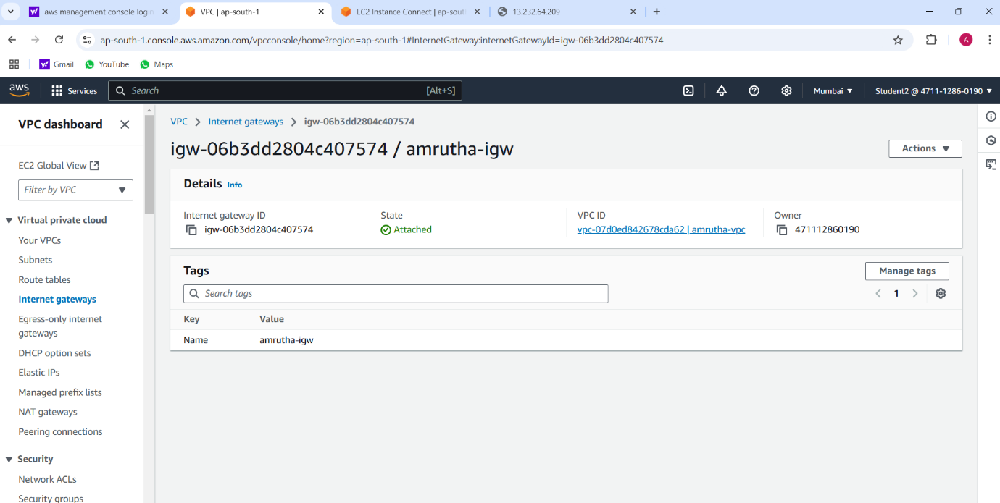 aws management console login
VPC | ap-south-1
EC2 Instance Connect | ap-sout
13.232.64.209
ap-south-1.console.aws.amazon.com/vpcconsole/home?region=ap-south-1#InternetGateway:internetGatewayId=igw-06b3dd2804c407574
A
Gmail
YouTube
Maps
aws
Services
Search
[Alt+S]
Mumbai
Student2 @ 4711-1286-0190
VPC dashboard
EC2 Global View
Filter by VPC
Virtual private cloud
Your VPCs
Subnets
Route tables
Internet gateways
Egress-only internet
gateways
DHCP option sets
Elastic IPs
Managed prefix lists
NAT gateways
Peering connections
Security
Network ACLs
Security groups
VPC > Internet gateways > igw-06b3dd2804c407574
igw-06b3dd2804c407574 / amrutha-igw
Actions
Details Info
Internet gateway ID
igw-06b3dd2804c407574
State
Attached
VPC ID
vpc-07d0ed842678cda62 | amrutha-vpc
Owner
471112860190
Tags
Manage tags
Search tags
1
Key Value
Name amrutha-igw